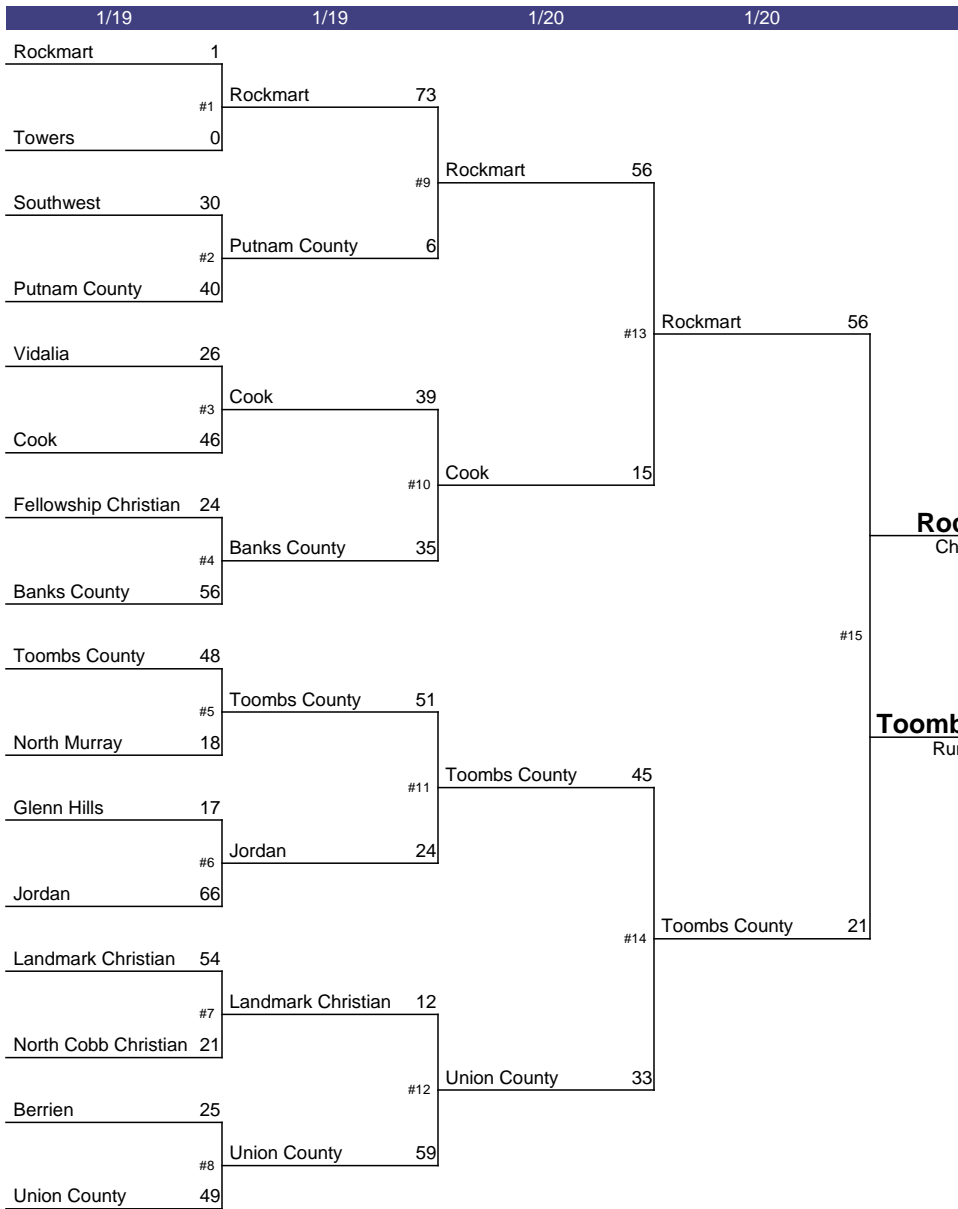 1/19 1/19 1/20 1/20
Rockmart 1
#1 Rockmart 73
Towers 0
#9 Rockmart 56
Southwest 30
#2 Putnam County 6
Putnam County 40
#13 Rockmart 56
Vidalia 26
#3 Cook 39
Cook 46
#10 Cook 15
Fellowship Christian 24
#4 Banks County 35
Banks County 56
Roc
Ch
#15
Toombs County 48
#5 Toombs County 51
North Murray 18
Toomb
Ru
#11 Toombs County 45
Glenn Hills 17
#6 Jordan 24
Jordan 66
#14 Toombs County 21
Landmark Christian 54
#7 Landmark Christian 12
North Cobb Christian 21
#12 Union County 33
Berrien 25
#8 Union County 59
Union County 49